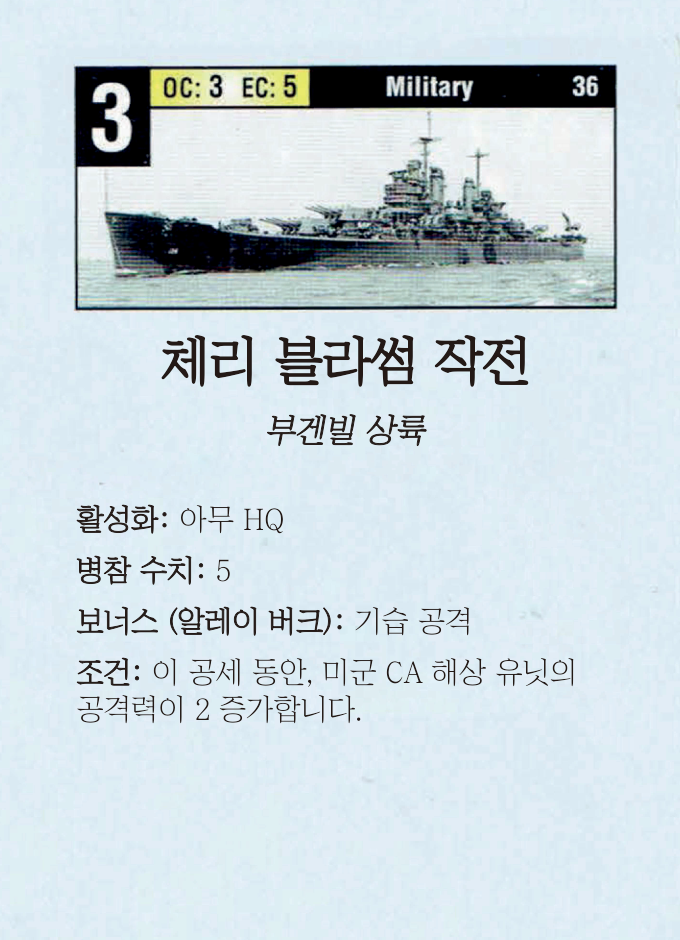 3 OC: 3 EC: 5 Military 36
체리 블라썸 작전
부겐빌 상륙
활성화: 아무 HQ
병참 수치: 5
보너스 (알레이 버크): 기습 공격
조건: 이 공세 동안, 미군 CA 해상 유닛의
공격력이 2 증가합니다.